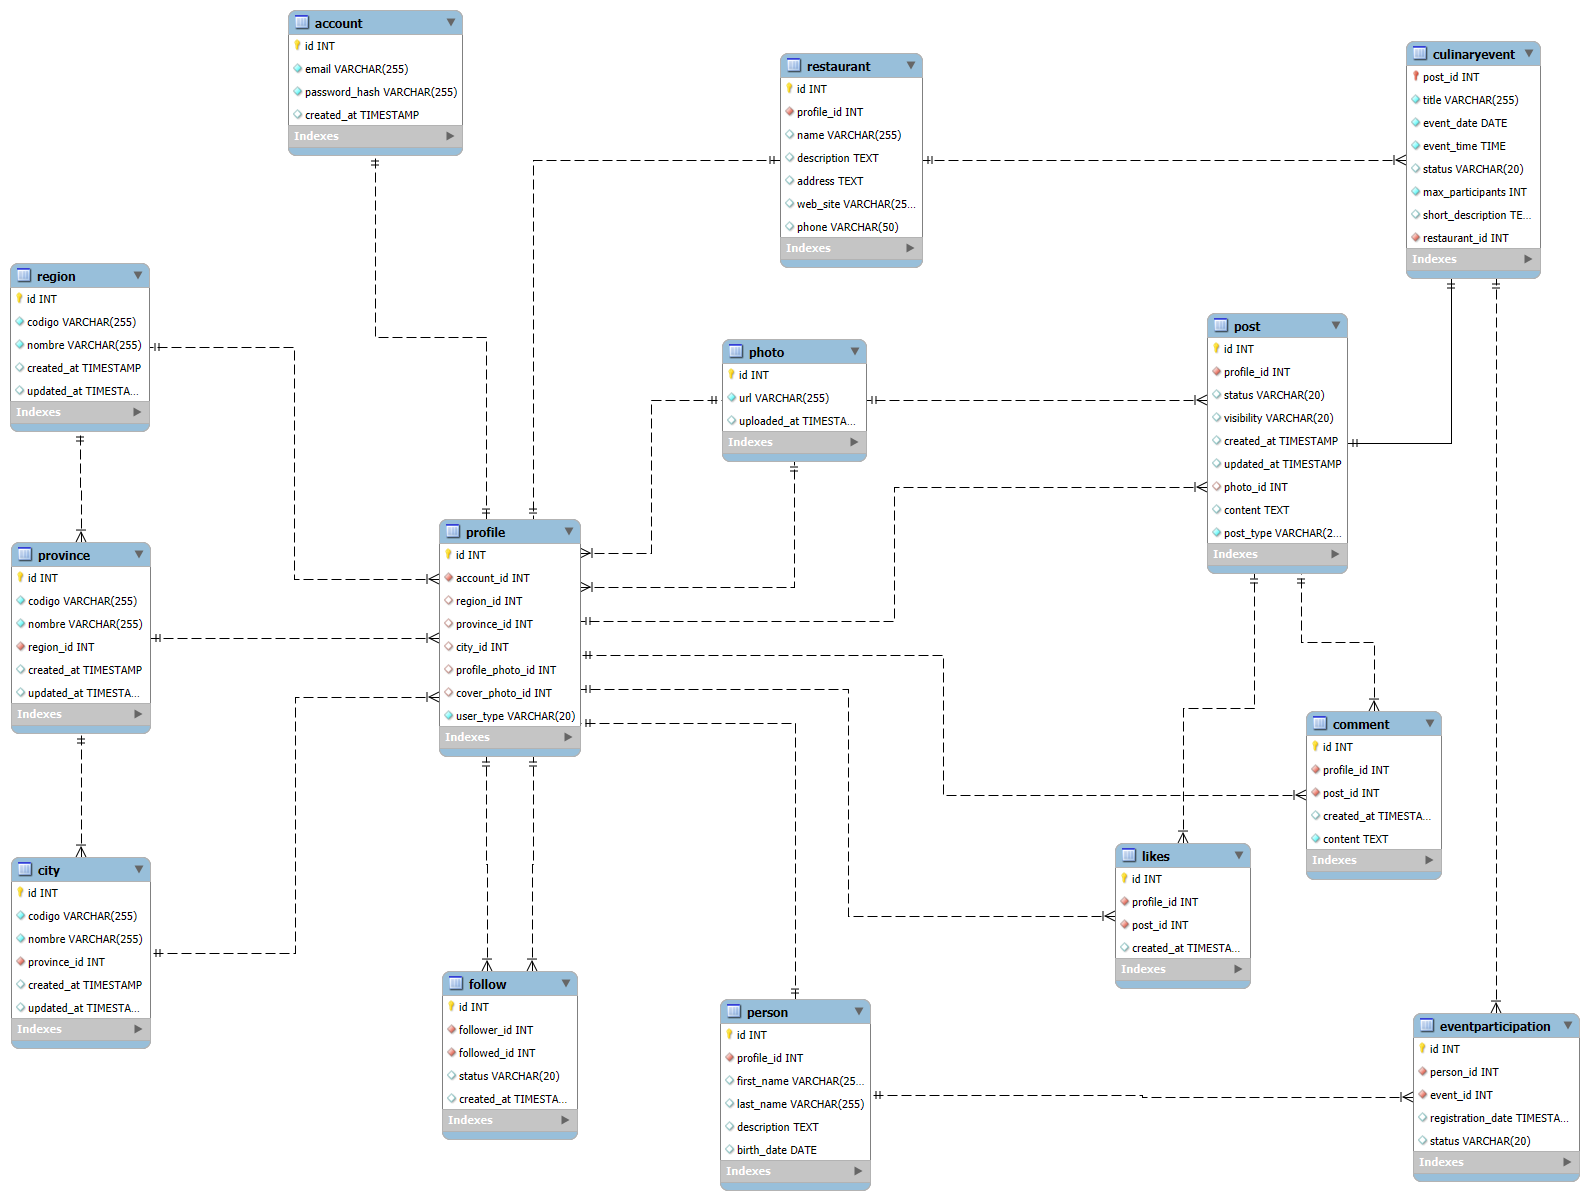 account
id INT
email VARCHAR(255)
password_hash VARCHAR(255)
created_at TIMESTAMP
Indexes
restaurant
id INT
profile_id INT
name VARCHAR(255)
description TEXT
address TEXT
web_site VARCHAR(25...
phone VARCHAR(50)
Indexes
culinaryevent
post_id INT
title VARCHAR(255)
event_date DATE
event_time TIME
status VARCHAR(20)
max_participants INT
short_description TE...
restaurant_id INT
Indexes
region
id INT
codigo VARCHAR(255)
nombre VARCHAR(255)
created_at TIMESTAMP
updated_at TIMESTA...
Indexes
photo
id INT
url VARCHAR(255)
uploaded_at TIMESTA...
Indexes
post
id INT
profile_id INT
status VARCHAR(20)
visibility VARCHAR(20)
created_at TIMESTAMP
updated_at TIMESTAMP
photo_id INT
content TEXT
post_type VARCHAR(2...
Indexes
province
id INT
codigo VARCHAR(255)
nombre VARCHAR(255)
region_id INT
created_at TIMESTAMP
updated_at TIMESTA...
Indexes
profile
id INT
account_id INT
region_id INT
province_id INT
city_id INT
profile_photo_id INT
cover_photo_id INT
user_type VARCHAR(20)
Indexes
comment
id INT
profile_id INT
post_id INT
created_at TIMESTA...
content TEXT
Indexes
likes
id INT
profile_id INT
post_id INT
created_at TIMESTA...
Indexes
city
id INT
codigo VARCHAR(255)
nombre VARCHAR(255)
province_id INT
created_at TIMESTAMP
updated_at TIMESTA...
Indexes
follow
id INT
follower_id INT
followed_id INT
status VARCHAR(20)
created_at TIMESTA...
Indexes
person
id INT
profile_id INT
first_name VARCHAR(25...
last_name VARCHAR(255)
description TEXT
birth_date DATE
Indexes
eventparticipation
id INT
person_id INT
event_id INT
registration_date TIMESTA...
status VARCHAR(20)
Indexes